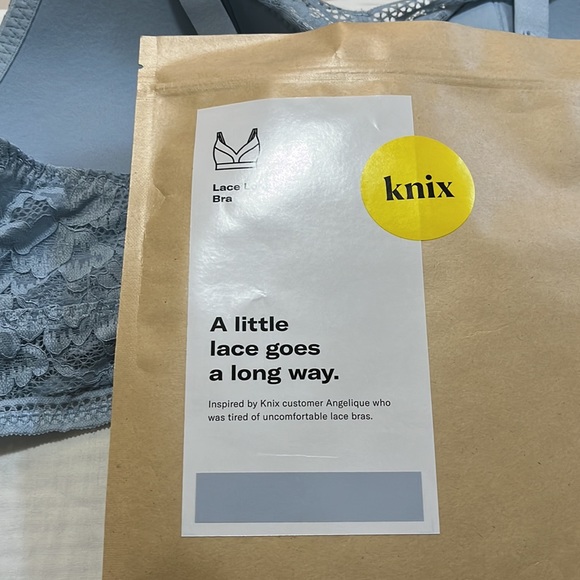 Lace
Bra
knix
A little
lace goes
a long way.
Inspired by Knix customer Angelique who
was tired of uncomfortable lace bras.